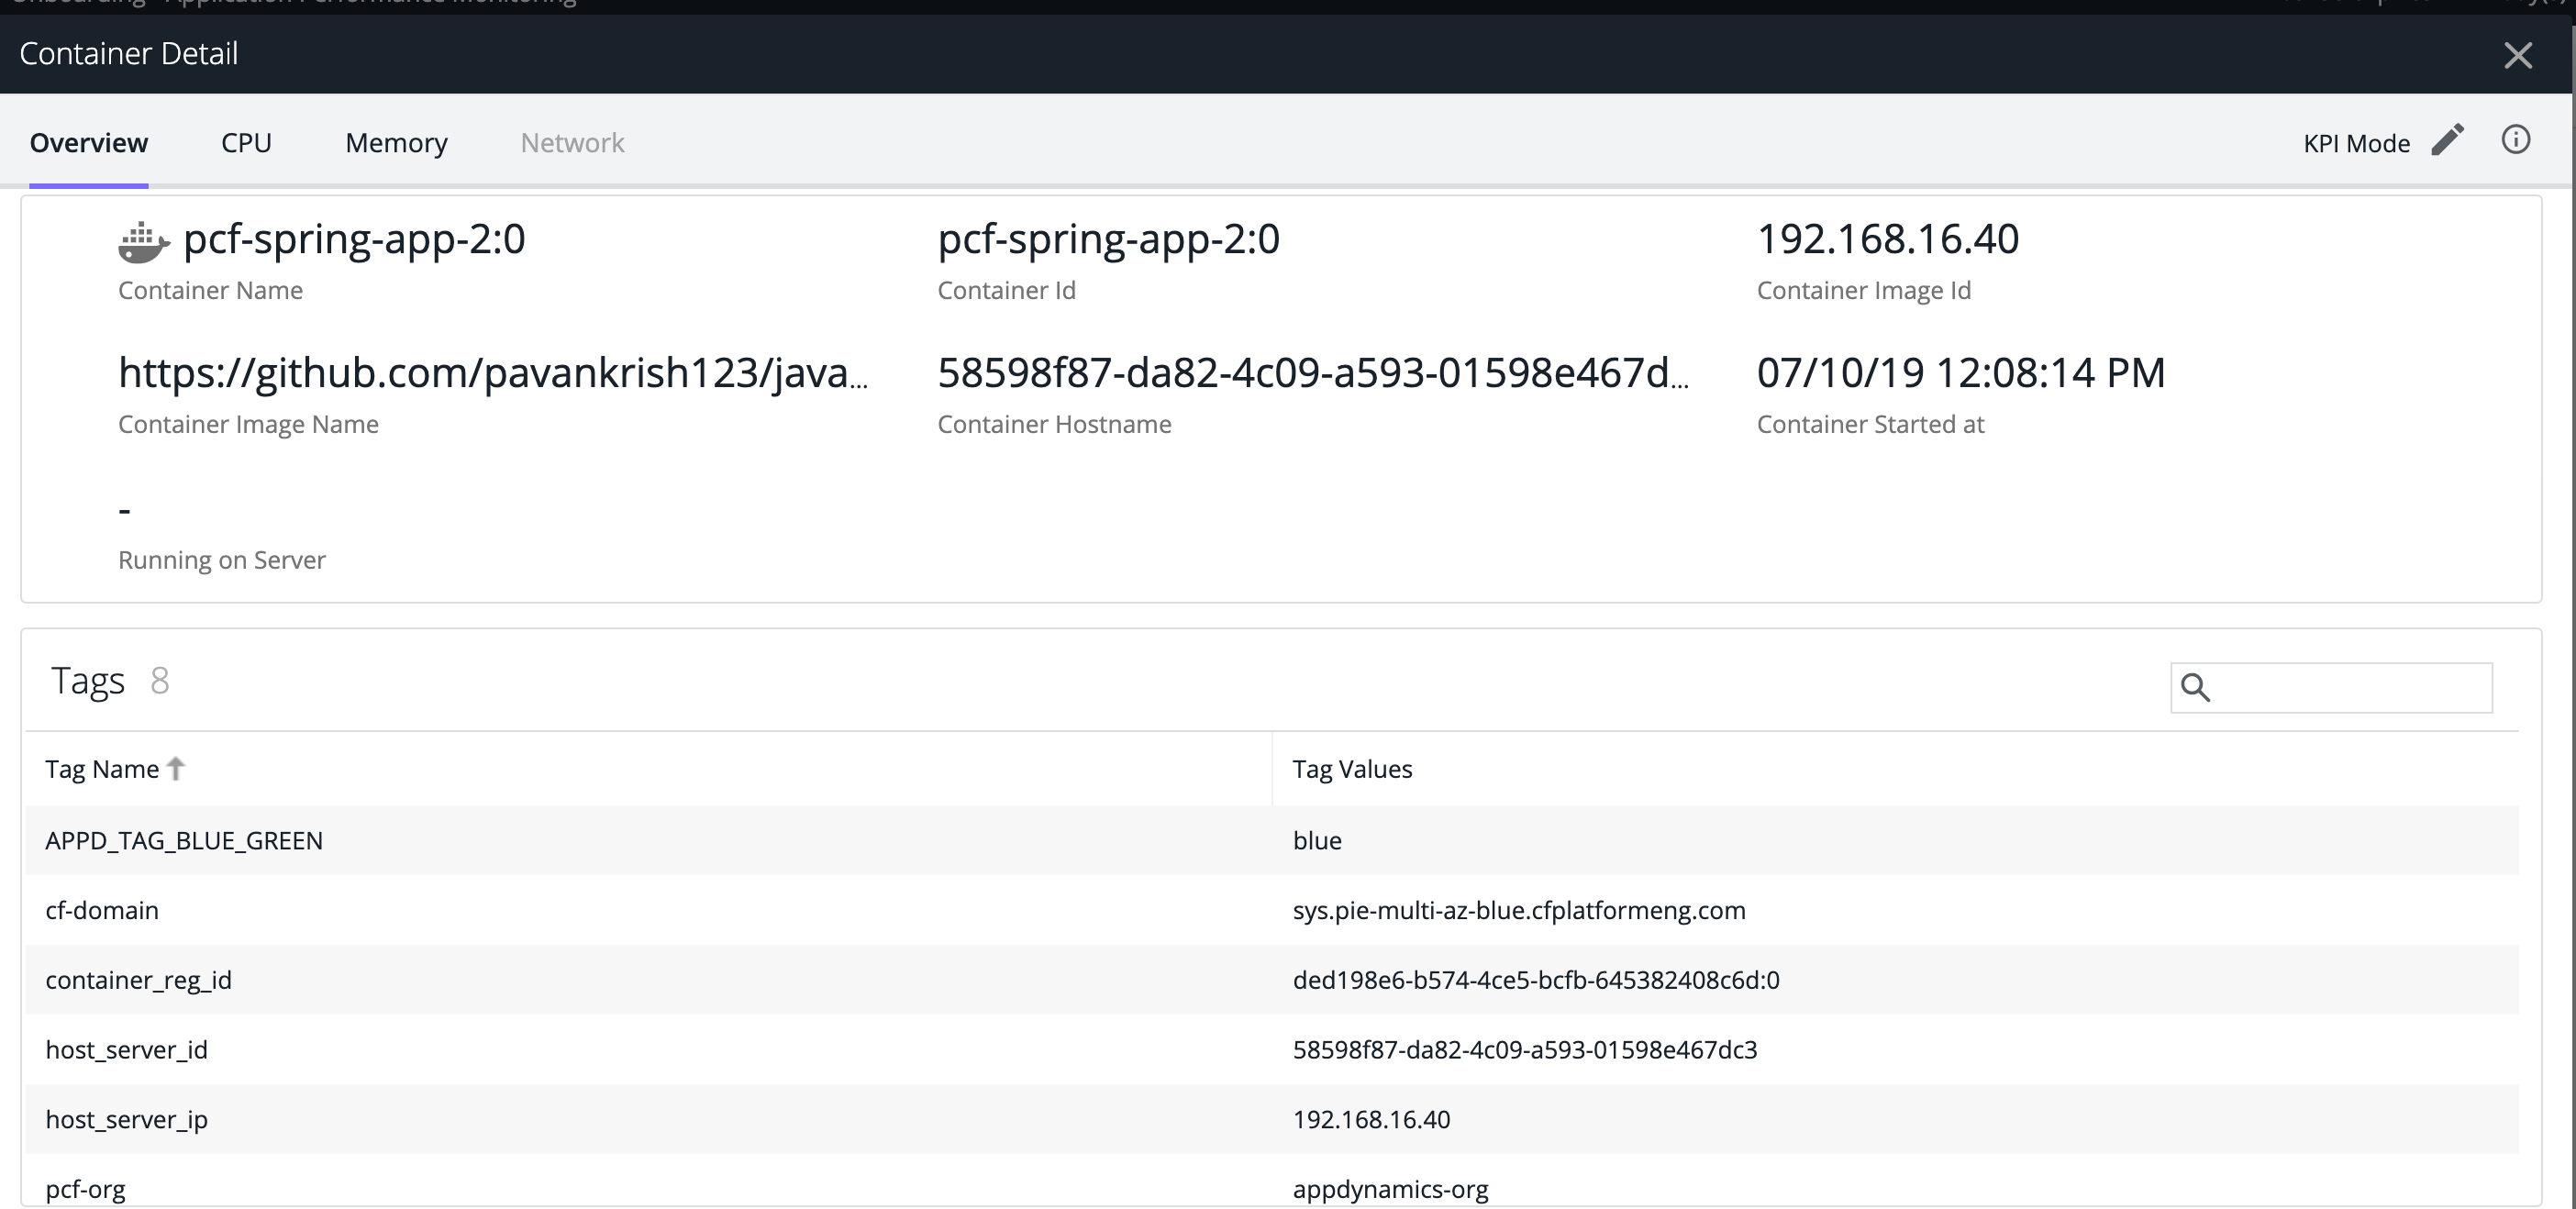 Container Detail
Overview CPU Memory Network KPI Mode
pcf-spring-app-2:0 pcf-spring-app-2:0 192.168.16.40
Container Name Container Id Container Image Id
https://github.com/pavankrish123/java... 58598f87-da82-4c09-a593-01598e467d... 07/10/19 12:08:14 PM
Container Image Name Container Hostname Container Started at
-
Running on Server
Tags 8
Tag Name Tag Values
APPD_TAG_BLUE_GREEN blue
cf-domain sys.pie-multi-az-blue.cfplatformeng.com
container_reg_id ded198e6-b574-4ce5-bcfb-645382408c6d:0
host_server_id 58598f87-da82-4c09-a593-01598e467dc3
host_server_ip 192.168.16.40
pcf-org appdynamics-org